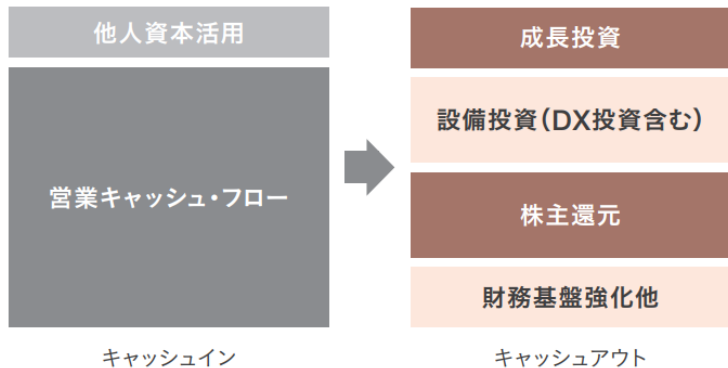 他人資本活用
営業キャッシュ・フロー
キャッシュイン
成長投資
設備投資(DX投資含む)
株主還元
財務基盤強化他
キャッシュアウト